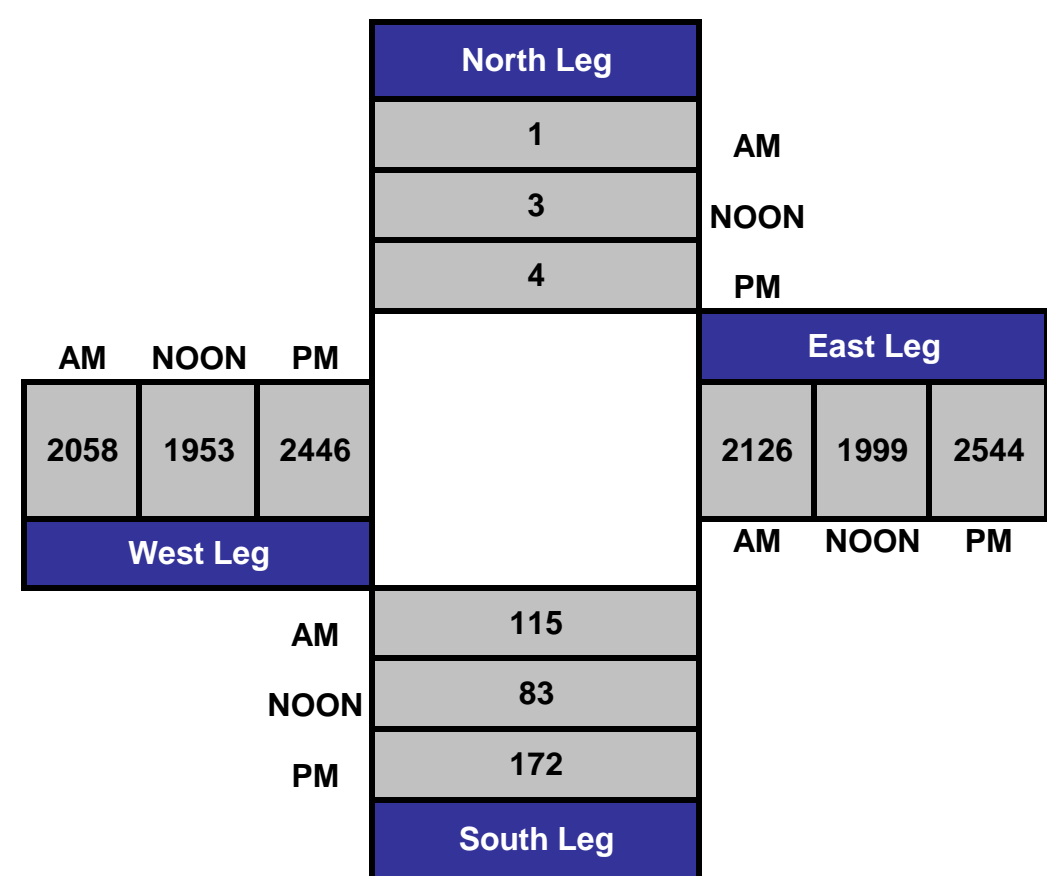 North Leg
1
AM
3
NOON
4
PM
East Leg
AM NOON PM
2058 1953 2446
2126 1999 2544
West Leg
AM NOON PM
AM
115
NOON
83
PM
172
South Leg